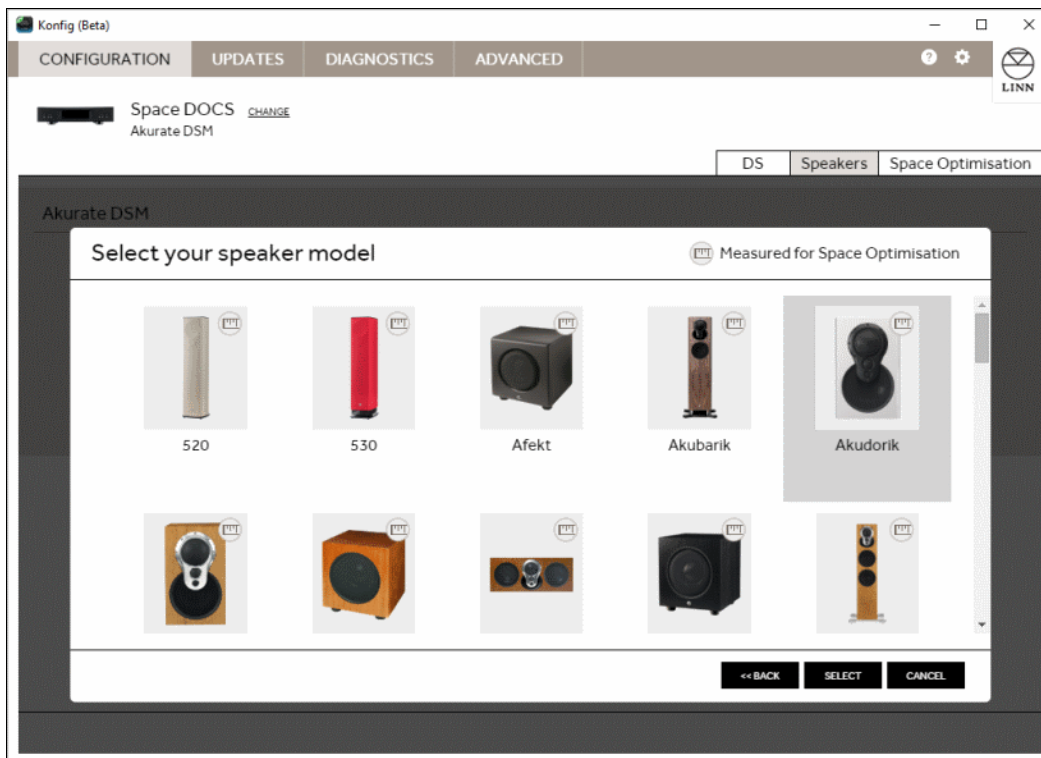 Konfig (Beta)
CONFIGURATION UPDATES DIAGNOSTICS ADVANCED
?
LINN
Space DOCS CHANGE
Akurate DSM
DS Speakers Space Optimisation
Akurate DSM
Select your speaker model
Measured for Space Optimisation
520 530 Afekt Akubarik Akudorik
<< BACK SELECT CANCEL